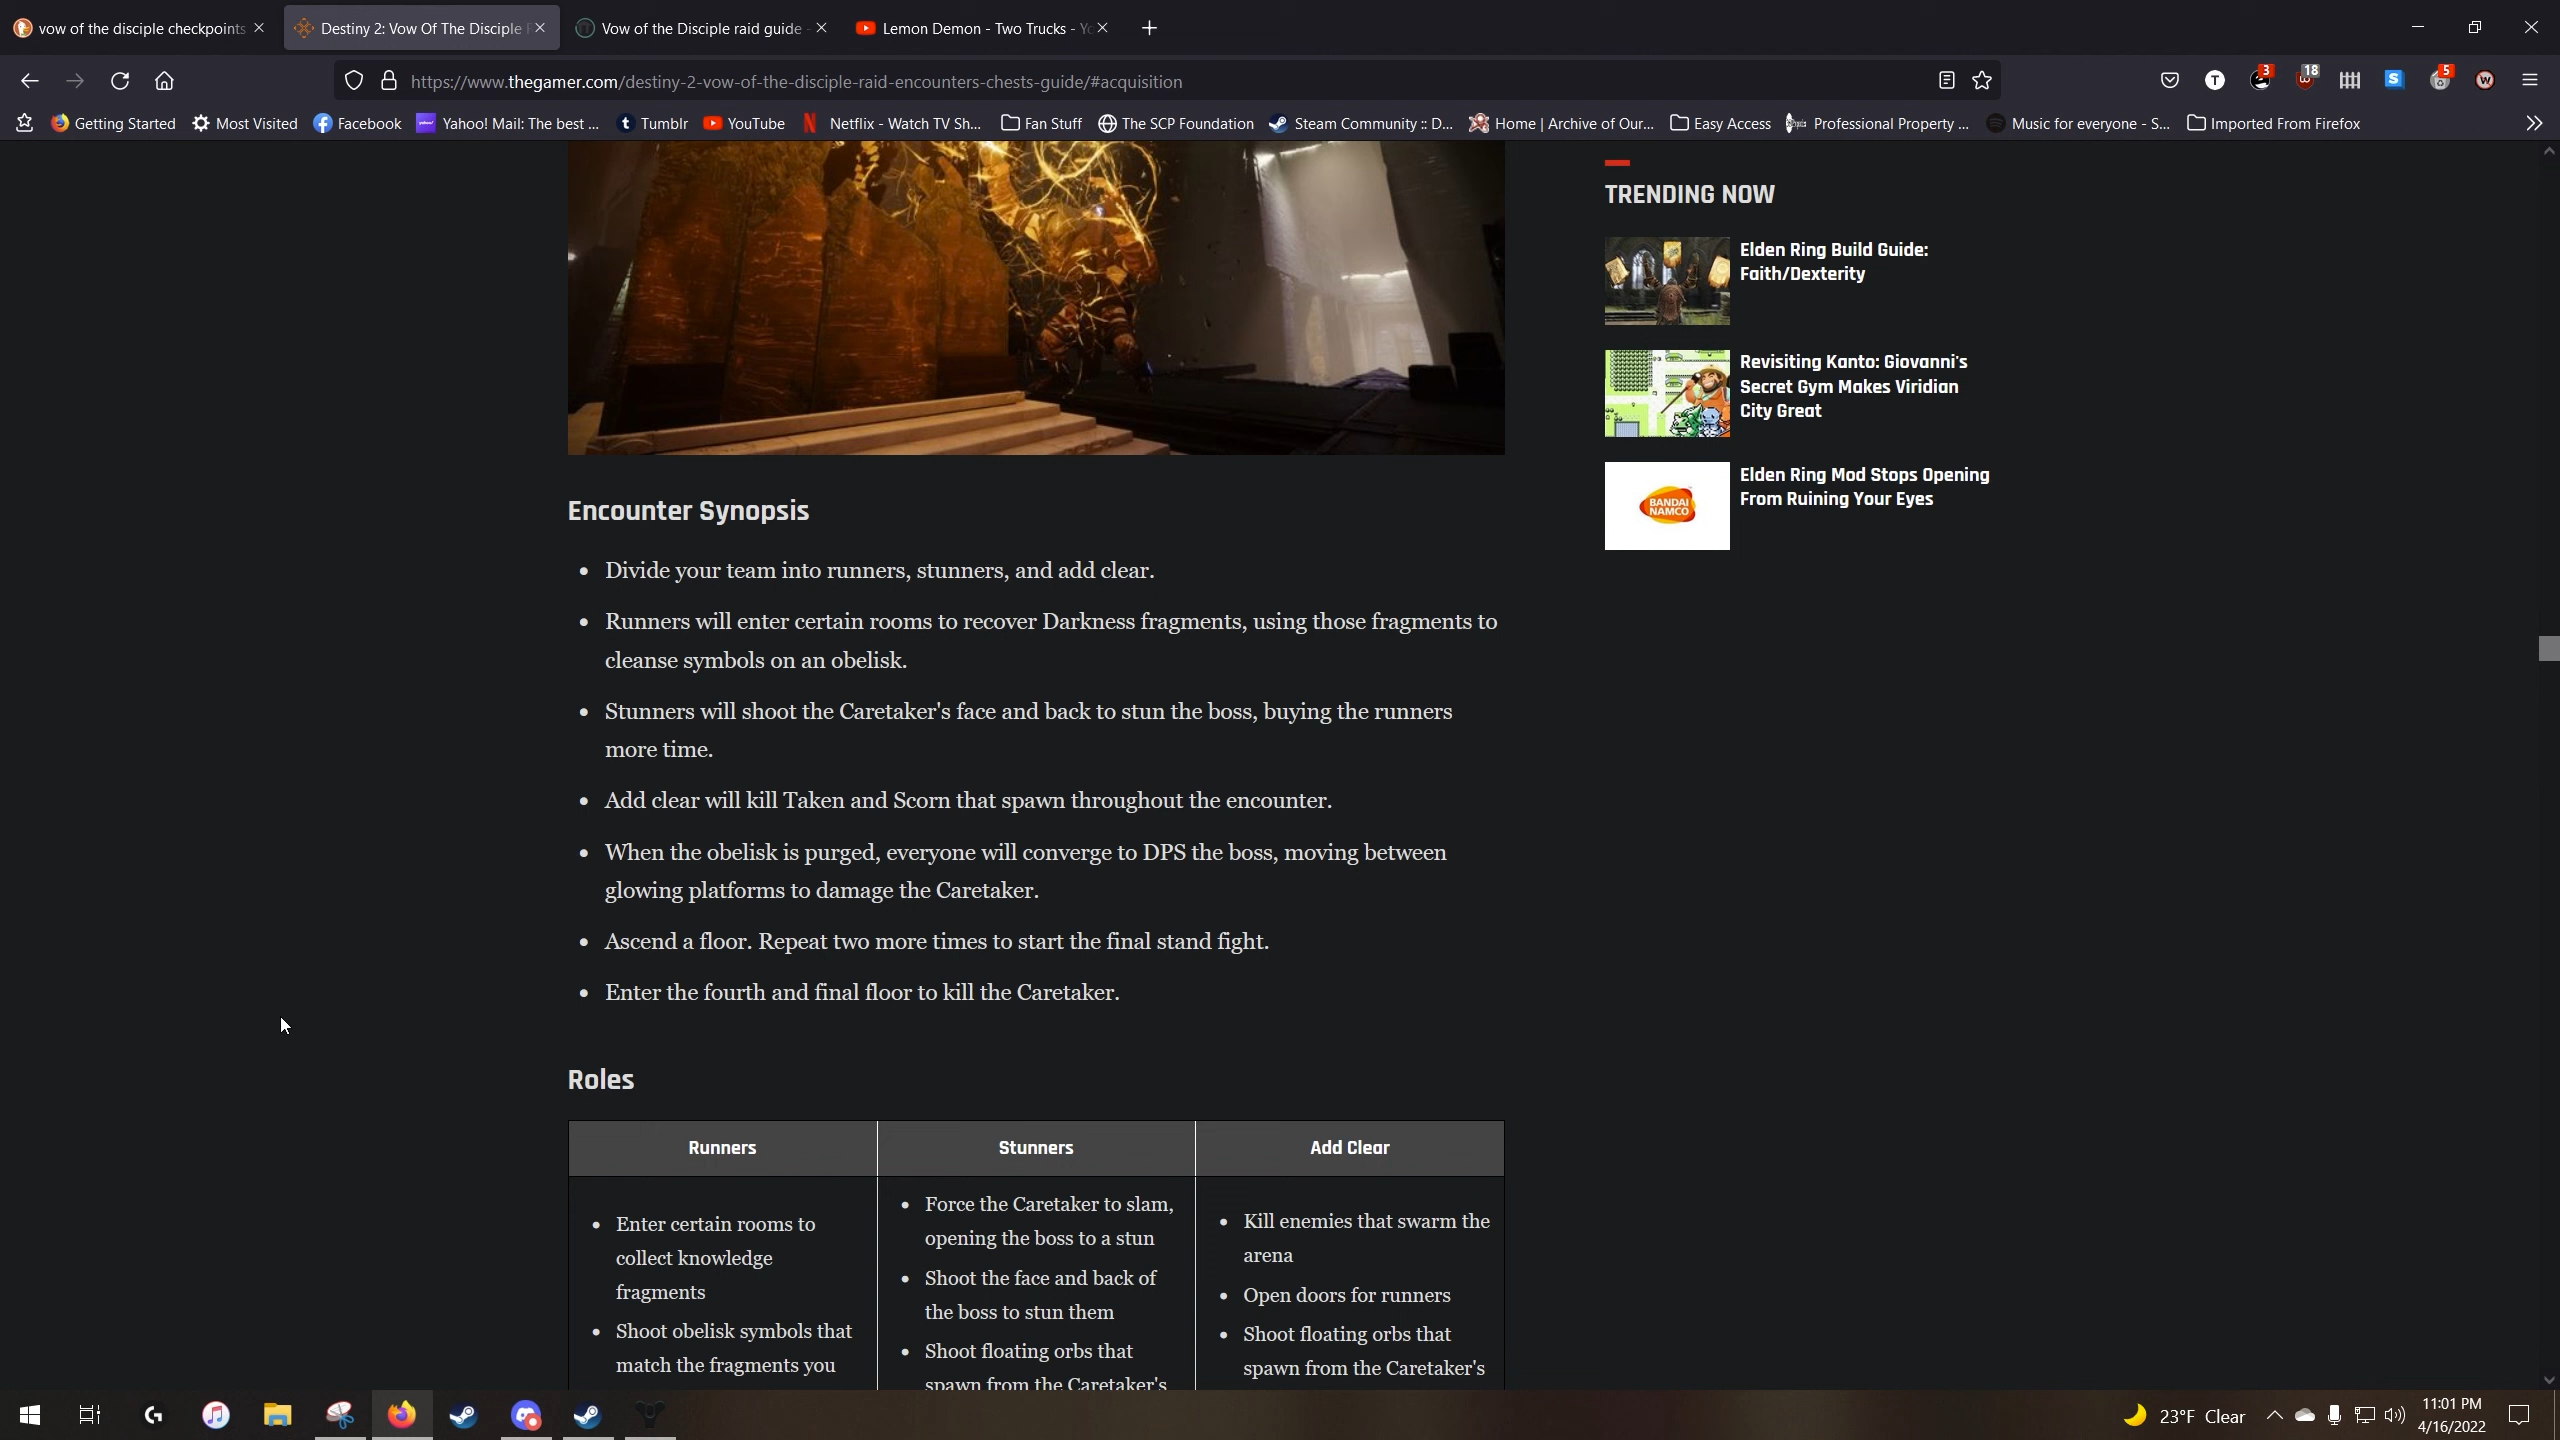 vow of the disciple checkpoints
Destiny 2: Vow Of The Disciple
Vow of the Disciple raid guide -
Lemon Demon - Two Trucks - Yo
https://www.thegamer.com/destiny-2-vow-of-the-disciple-raid-encounters-chests-guide/#acquisition
3
18
5
Getting Started
Most Visited
Facebook
Yahoo! Mail: The best ...
Tumblr
YouTube
Netflix - Watch TV Sh...
Fan Stuff
The SCP Foundation
Steam Community :: D...
Home | Archive of Our...
Easy Access
Professional Property ...
Music for everyone - S...
Imported From Firefox
Encounter Synopsis
• Divide your team into runners, stunners, and add clear.
• Runners will enter certain rooms to recover Darkness fragments, using those fragments to
cleanse symbols on an obelisk.
• Stunners will shoot the Caretaker's face and back to stun the boss, buying the runners
more time.
• Add clear will kill Taken and Scorn that spawn throughout the encounter.
• When the obelisk is purged, everyone will converge to DPS the boss, moving between
glowing platforms to damage the Caretaker.
• Ascend a floor. Repeat two more times to start the final stand fight.
• Enter the fourth and final floor to kill the Caretaker.
Roles
Runners
• Enter certain rooms to
collect knowledge
fragments
• Shoot obelisk symbols that
match the fragments you
Stunners
• Force the Caretaker to slam,
opening the boss to a stun
• Shoot the face and back of
the boss to stun them
• Shoot floating orbs that
spawn from the Caretaker's
Add Clear
• Kill enemies that swarm the
arena
• Open doors for runners
• Shoot floating orbs that
spawn from the Caretaker's
TRENDING NOW
Elden Ring Build Guide:
Faith/Dexterity
Revisiting Kanto: Giovanni's
Secret Gym Makes Viridian
City Great
BANDAI
NAMCO
Elden Ring Mod Stops Opening
From Ruining Your Eyes
23°F Clear
11:01 PM
4/16/2022